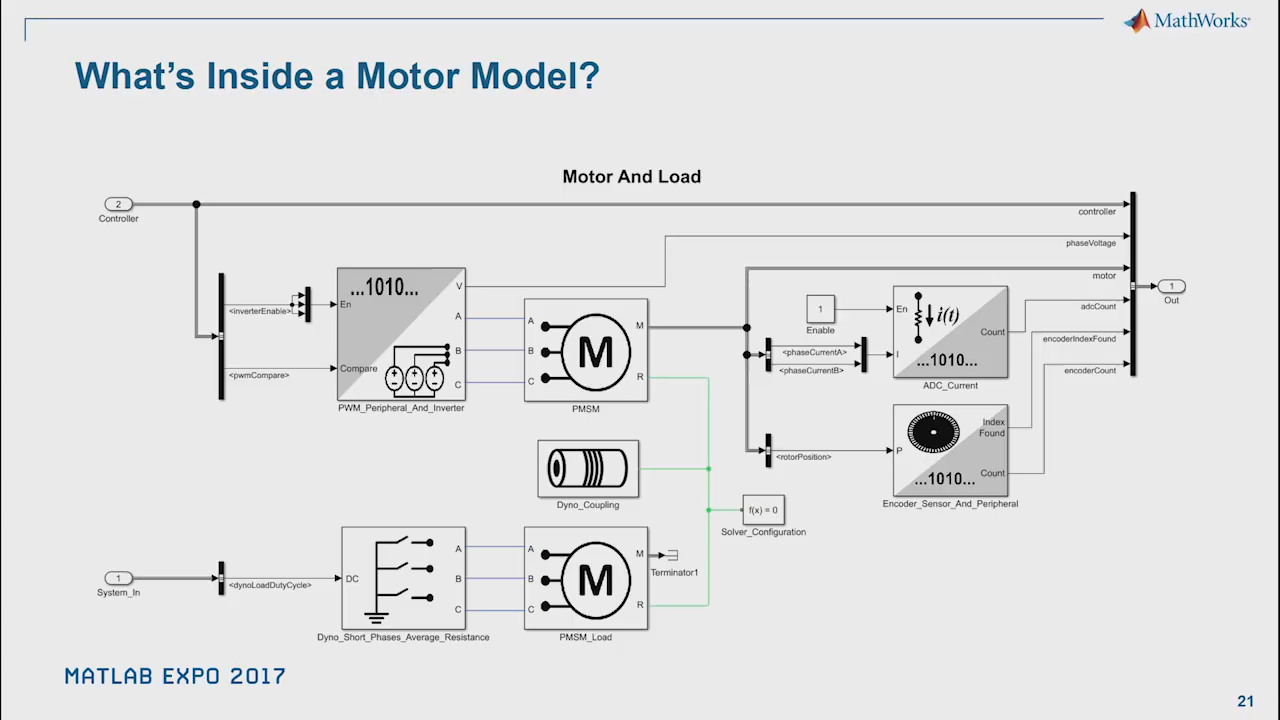 MathWorks®
What's Inside a Motor Model?
Motor And Load
2
Controller
controller
phaseVoltage
motor
1
Out
adcCount
encoderIndexFound
encoderCount
<inverterEnable>
<pwmCompare>
...1010...
En
Compare
V
A
B
C
PWM_Peripheral_And_Inverter
A
B
C
M
M
R
PMSM
1
Enable
<phaseCurrentA>
<phaseCurrentB>
En
I
i(t)
Count
...1010...
ADC_Current
<rotorPosition>
P
Index
Found
Count
...1010...
Encoder_Sensor_And_Peripheral
Dyno_Coupling
f(x) = 0
Solver_Configuration
1
System_In
<dynoLoadDutyCycle>
DC
A
B
C
Dyno_Short_Phases_Average_Resistance
A
B
C
M
M
R
PMSM_Load
Terminator1
MATLAB EXPO 2017
21